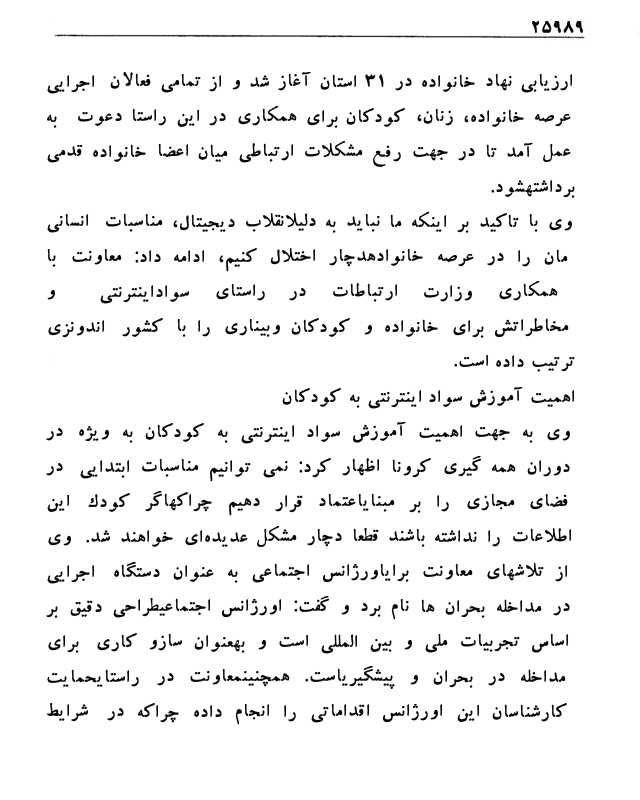 ۲۵۹۸۹
ارزیابی نهاد خانواده در ۳۱ استان آغاز شد و از تمامی فعالان اجرایی
عرصه خانواده، زنان، کودکان برای همکاری در این راستا دعوت به
عمل آمد تا در جهت رفع مشکلات ارتباطی میان اعضا خانواده قدمی
برداشتهشود.
وی با تاکید بر اینکه ما نباید به دلیلانقلاب دیجیتال، مناسبات انسانی
مان را در عرصه خانوادهدچار اختلال کنیم، ادامه داد: معاونت با
همکاری وزارت ارتباطات در راستای سواداینترنتی و
مخاطراتش برای خانواده و کودکان وبیناری را با کشور اندونزی
ترتیب داده است.
اهمیت آموزش سواد اینترنتی به کودکان
وی به جهت اهمیت آموزش سواد اینترنتی به کودکان به ویژه در
دوران همه گیری کرونا اظهار کرد: نمی توانیم مناسبات ابتدایی در
فضای مجازی را بر مبنایاعتماد قرار دهیم چراکهاگر کودك این
اطلاعات را نداشته باشند قطعا دچار مشکل عدیده‌ای خواهند شد. وی
از تلاشهای معاونت برایاورژانس اجتماعی به عنوان دستگاه اجرایی
در مداخله بحران ها نام برد و گفت: اورژانس اجتماعیطراحی دقیق بر
اساس تجربیات ملی و بین المللی است و بهعنوان سازو کاری برای
مداخله در بحران و پیشگیریاست. همچنینمعاونت در راستایحمایت
کارشناسان این اورژانس اقداماتی را انجام داده چراکه در شرایط